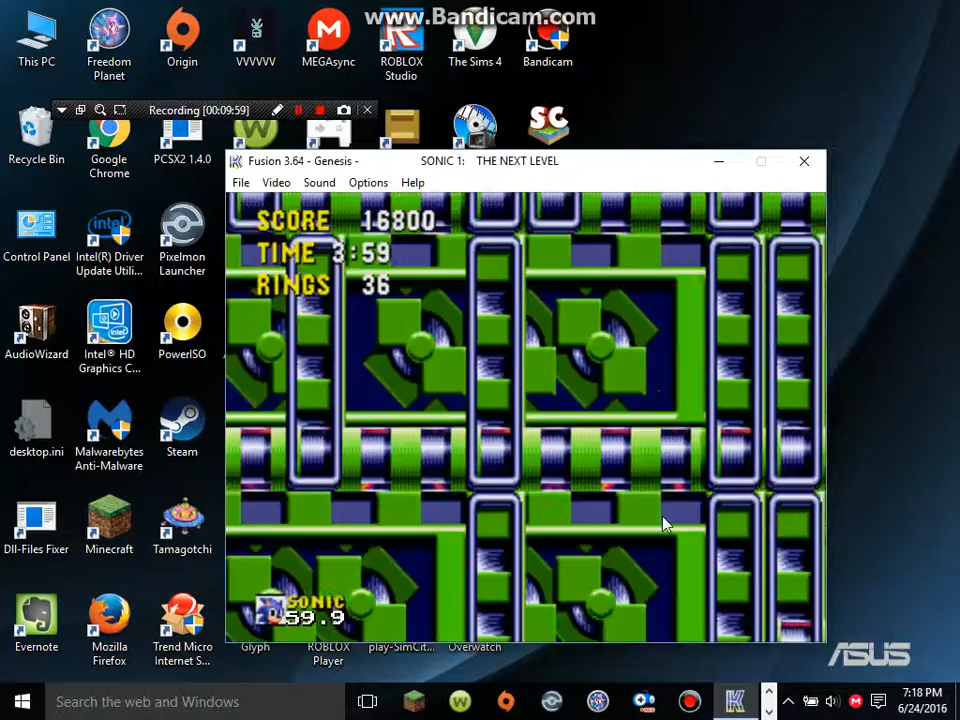 www.Bandicam.com
This PC
Freedom
Planet
Origin
VVVVVV
MEGAsync
ROBLOX
Studio
The Sims 4
Bandicam
Recording [00:09:59]
Recycle Bin
Google
Chrome
PCSX2 1.4.0
Fusion 3.64 - Genesis - SONIC 1: THE NEXT LEVEL
File Video Sound Options Help
SCORE 16800
TIME 3:59
RINGS 36
Control Panel
Intel(R) Driver
Update Utili...
Pixelmon
Launcher
AudioWizard
Intel® HD
Graphics C...
PowerISO
desktop.ini
Malwarebytes
Anti-Malware
Steam
Dll-Files Fixer
Minecraft
Tamagotchi
SONIC
59.9
Evernote
Mozilla
Firefox
Trend Micro
Internet S...
Glyph
ROBLOX
Player
play-SimCit...
Overwatch
ASUS
Search the web and Windows
7:18 PM
6/24/2016